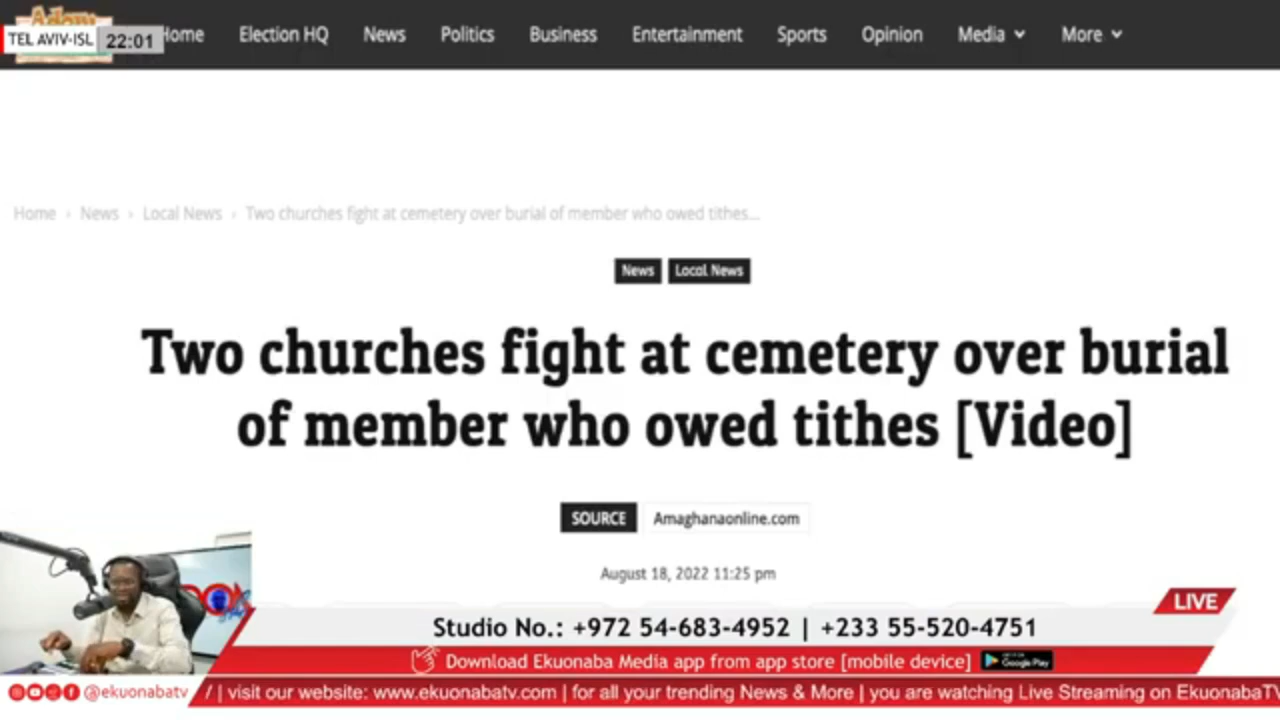 Adom
TEL AVIV-ISL 22:01
Home Election HQ News Politics Business Entertainment Sports Opinion Media More
Home › News › Local News › Two churches fight at cemetery over burial of member who owed tithes...
News Local News
Two churches fight at cemetery over burial
of member who owed tithes [Video]
SOURCE Amaghanaonline.com
August 18, 2022 11:25 pm
LIVE
Studio No.: +972 54-683-4952 | +233 55-520-4751
Download Ekuonaba Media app from app store [mobile device] Google Play
@ekuonabatv / | visit our website: www.ekuonabatv.com | for all your trending News & More | you are watching Live Streaming on EkuonabaTV